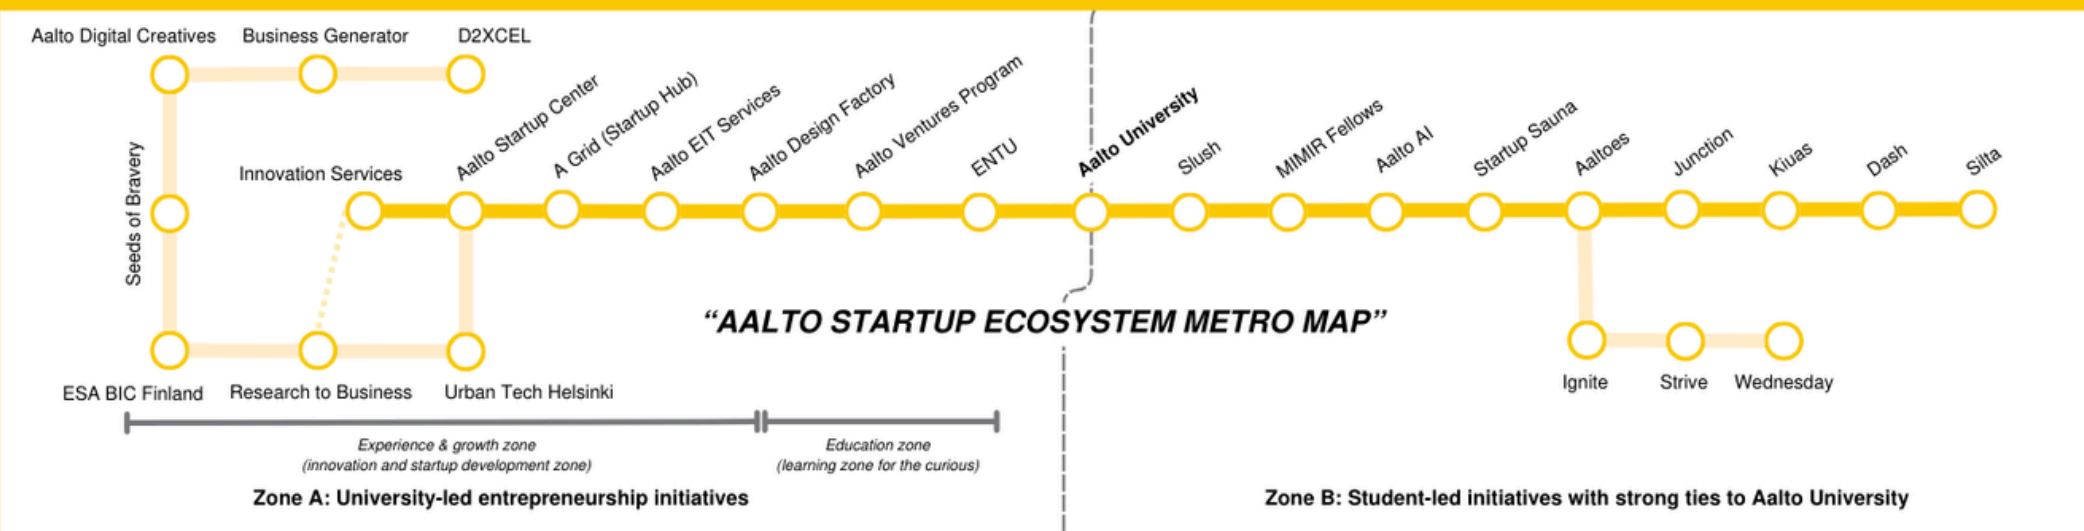 Aalto Digital Creatives
Business Generator
D2XCEL
Seeds of Bravery
ESA BIC Finland
Research to Business
Urban Tech Helsinki
Innovation Services
Aalto Startup Center
A Grid (Startup Hub)
Aalto EIT Services
Aalto Design Factory
Aalto Ventures Program
ENTU
Aalto University
Slush
MIMIR Fellows
Aalto AI
Startup Sauna
Aaltoes
Junction
Kiuas
Dash
Silta
“AALTO STARTUP ECOSYSTEM METRO MAP”
Ignite
Strive
Wednesday
Experience & growth zone
(innovation and startup development zone)
Education zone
(learning zone for the curious)
Zone A: University-led entrepreneurship initiatives
Zone B: Student-led initiatives with strong ties to Aalto University